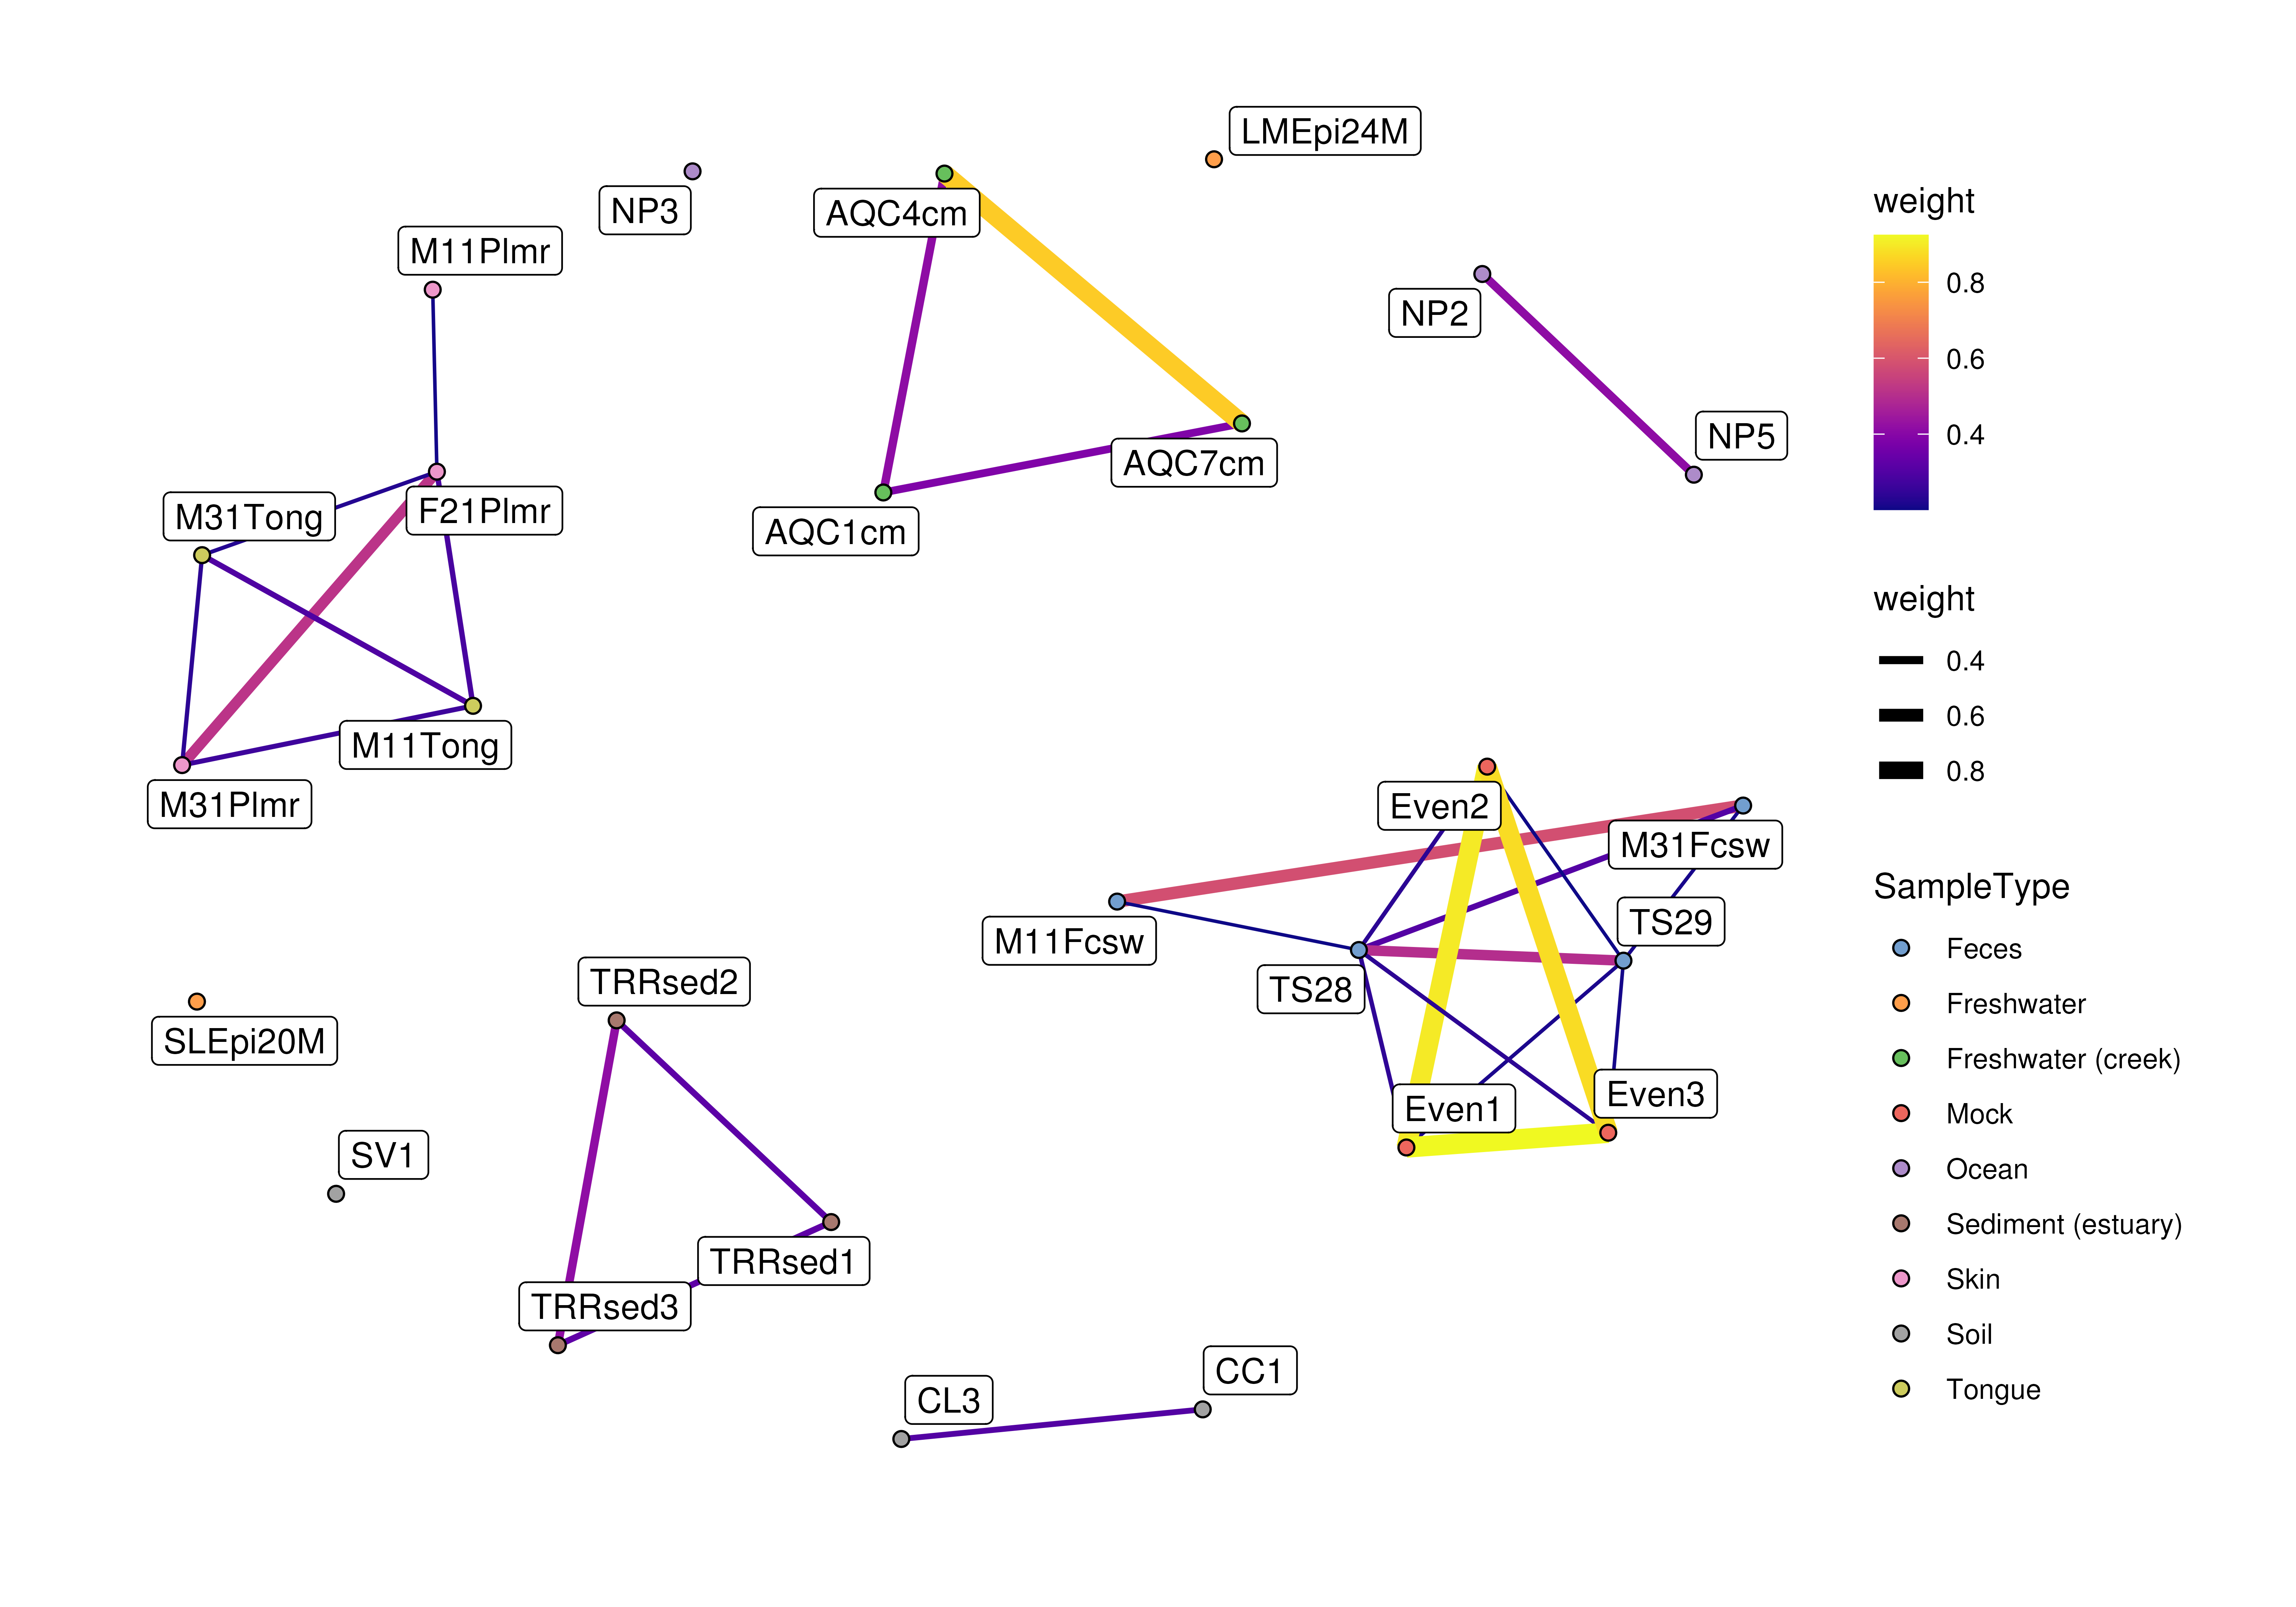 LMEpi24M
NP3
AQC4cm
M11Plmr
NP2
NP5
AQC7cm
F21Plmr
M31Tong
AQC1cm
M11Tong
M31Plmr
Even2
M31Fcsw
TS29
M11Fcsw
TRRsed2
TS28
SLEpi20M
Even3
Even1
SV1
TRRsed1
TRRsed3
CC1
CL3
weight
0.8
0.6
0.4
weight
0.4
0.6
0.8
SampleType
Feces
Freshwater
Freshwater (creek)
Mock
Ocean
Sediment (estuary)
Skin
Soil
Tongue